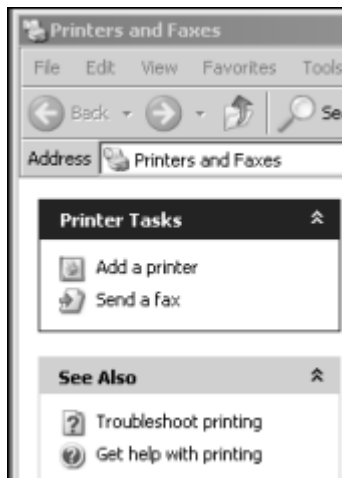 Printers and Faxes
File Edit View Favorites Tools
Back
Address Printers and Faxes
Printer Tasks
Add a printer
Send a fax
See Also
Troubleshoot printing
Get help with printing